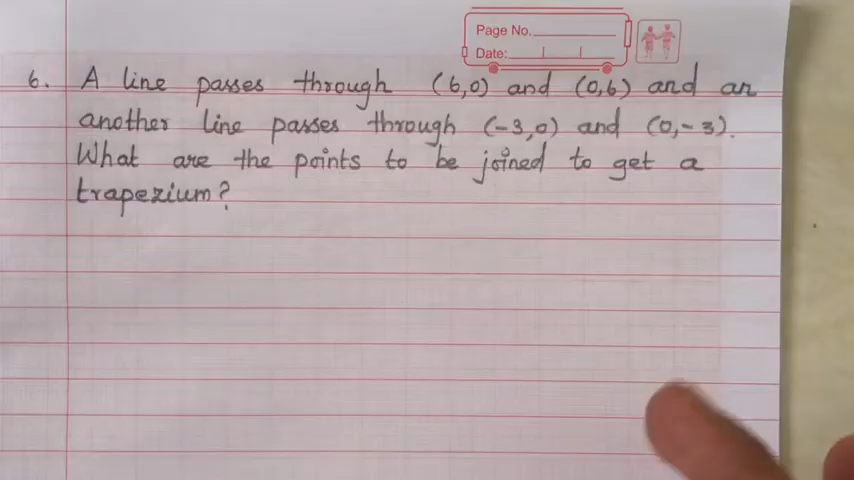 Page No.
Date:
6. A line passes through (6,0) and (0,6) and an
another line passes through (-3,0) and (0,-3).
What are the points to be joined to get a
trapezium?